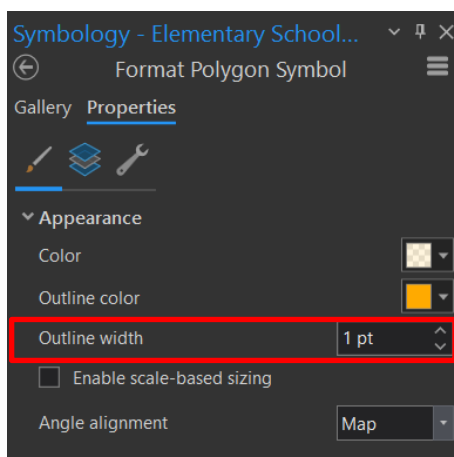 Symbology - Elementary School...
Format Polygon Symbol
Gallery Properties
Appearance
Color
Outline color
Outline width 1 pt
Enable scale-based sizing
Angle alignment Map